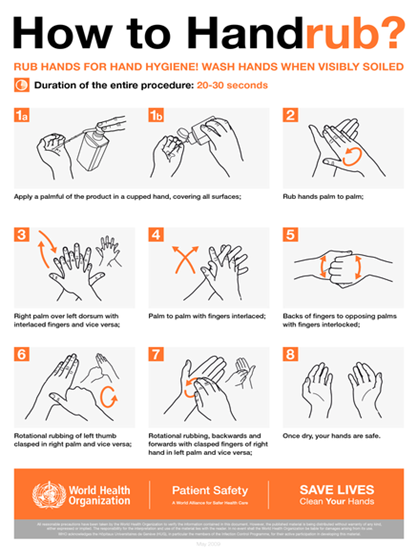 How to Handrub?
RUB HANDS FOR HAND HYGIENE! WASH HANDS WHEN VISIBLY SOILED
Duration of the entire procedure: 20-30 seconds
1a
1b
2
Apply a palmful of the product in a cupped hand, covering all surfaces;
Rub hands palm to palm;
3
4
5
Right palm over left dorsum with
interlaced fingers and vice versa;
Palm to palm with fingers interlaced;
Backs of fingers to opposing palms
with fingers interlocked;
6
7
8
Rotational rubbing of left thumb
clasped in right palm and vice versa;
Rotational rubbing, backwards and
forwards with clasped fingers of right
hand in left palm and vice versa;
Once dry, your hands are safe.
World Health
Organization
Patient Safety
A World Alliance for Safer Health Care
SAVE LIVES
Clean Your Hands
May 2009